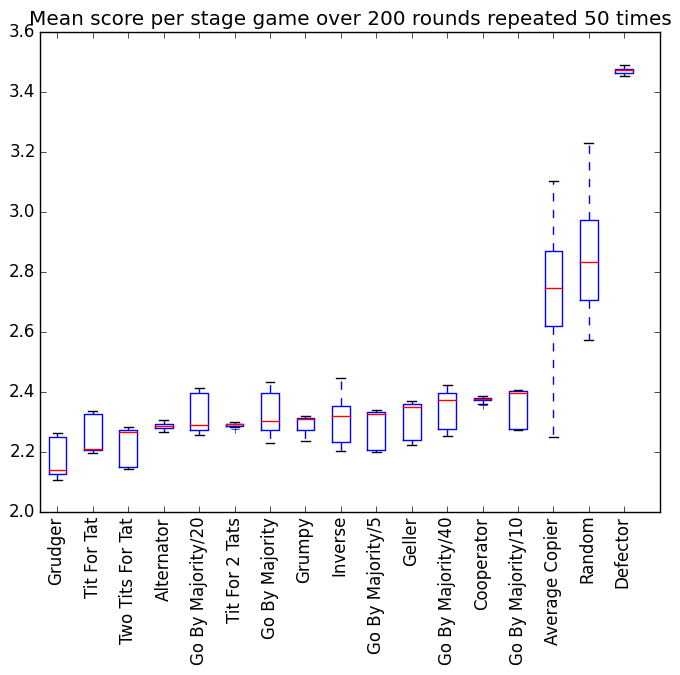 Mean score per stage game over 200 rounds repeated 50 times
3.6
3.4
3.2
3.0
2.8
2.6
2.4
2.2
2.0
Grudger
Tit For Tat
Two Tits For Tat
Alternator
Go By Majority/20
Tit For 2 Tats
Go By Majority
Grumpy
Inverse
Go By Majority/5
Geller
Go By Majority/40
Cooperator
Go By Majority/10
Average Copier
Random
Defector